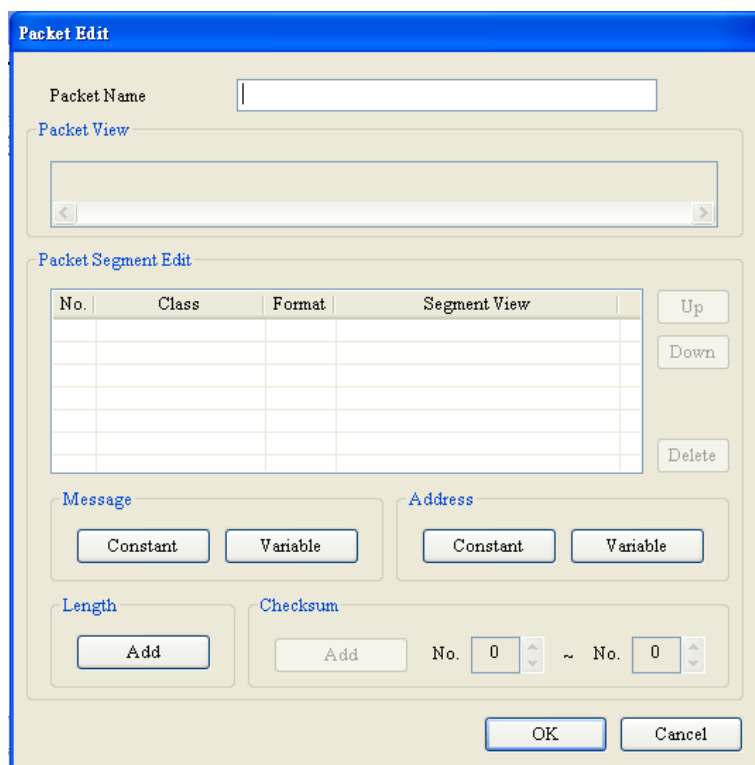 Packet Edit
Packet Name
Packet View
Packet Segment Edit
No. Class Format Segment View
Up
Down
Delete
Message Address
Constant Variable Constant Variable
Length Checksum
Add Add No. 0 ~ No. 0
OK Cancel